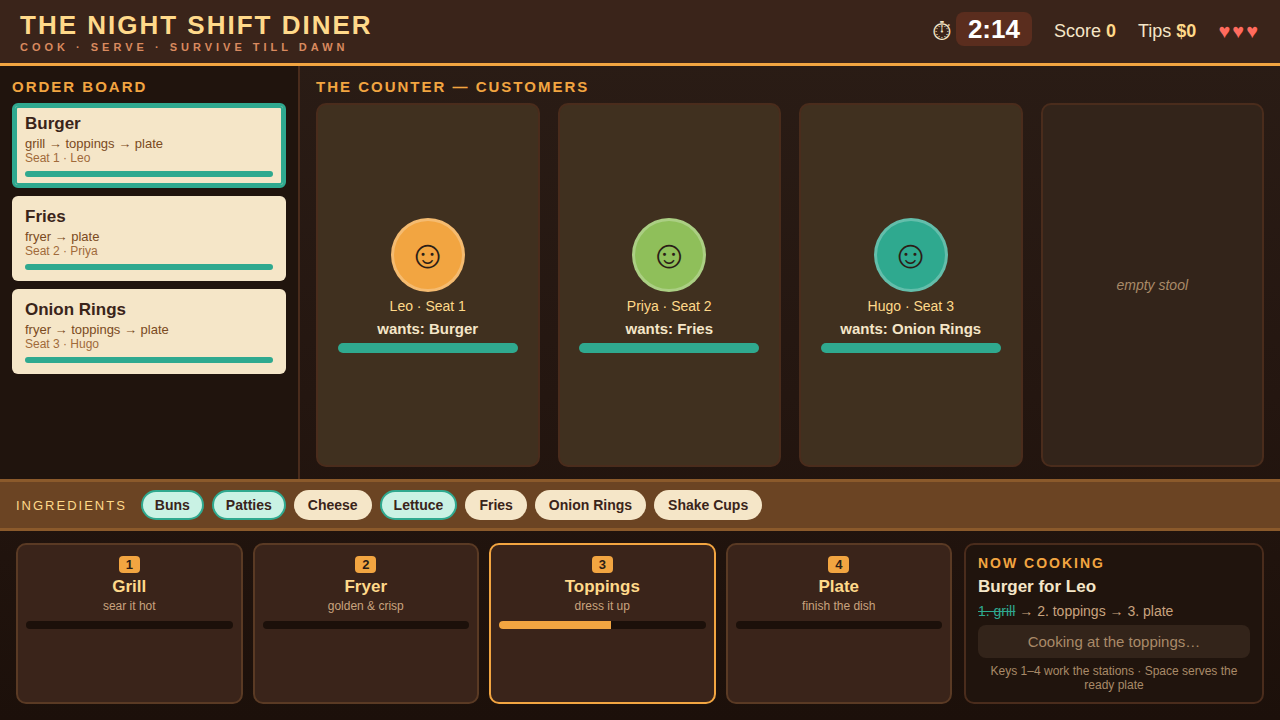 THE NIGHT SHIFT DINER
COOK · SERVE · SURVIVE TILL DAWN
⏱ 2:14 Score 0 Tips $0 ♥♥♥
ORDER BOARD
Burger
grill → toppings → plate
Seat 1 · Leo
Fries
fryer → plate
Seat 2 · Priya
Onion Rings
fryer → toppings → plate
Seat 3 · Hugo
THE COUNTER — CUSTOMERS
Leo · Seat 1
wants: Burger
Priya · Seat 2
wants: Fries
Hugo · Seat 3
wants: Onion Rings
empty stool
INGREDIENTS Buns Patties Cheese Lettuce Fries Onion Rings Shake Cups
1
Grill
sear it hot
2
Fryer
golden & crisp
3
Toppings
dress it up
4
Plate
finish the dish
NOW COOKING
Burger for Leo
1. grill → 2. toppings → 3. plate
Cooking at the toppings…
Keys 1–4 work the stations · Space serves the
ready plate